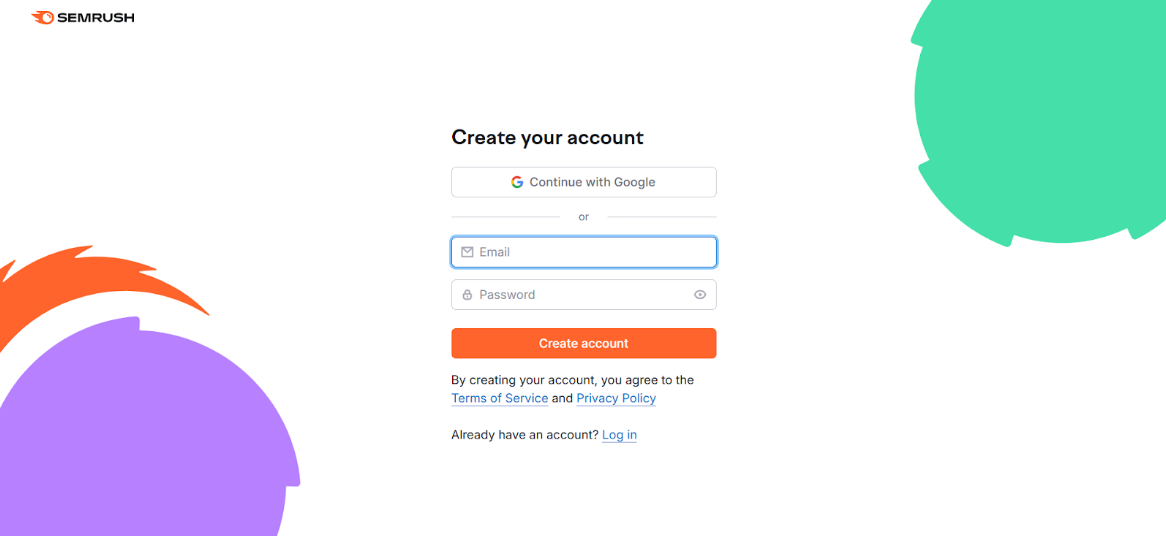 SEMRUSH
Create your account
Continue with Google
or
Email
Password
Create account
By creating your account, you agree to the
Terms of Service and Privacy Policy
Already have an account? Log in